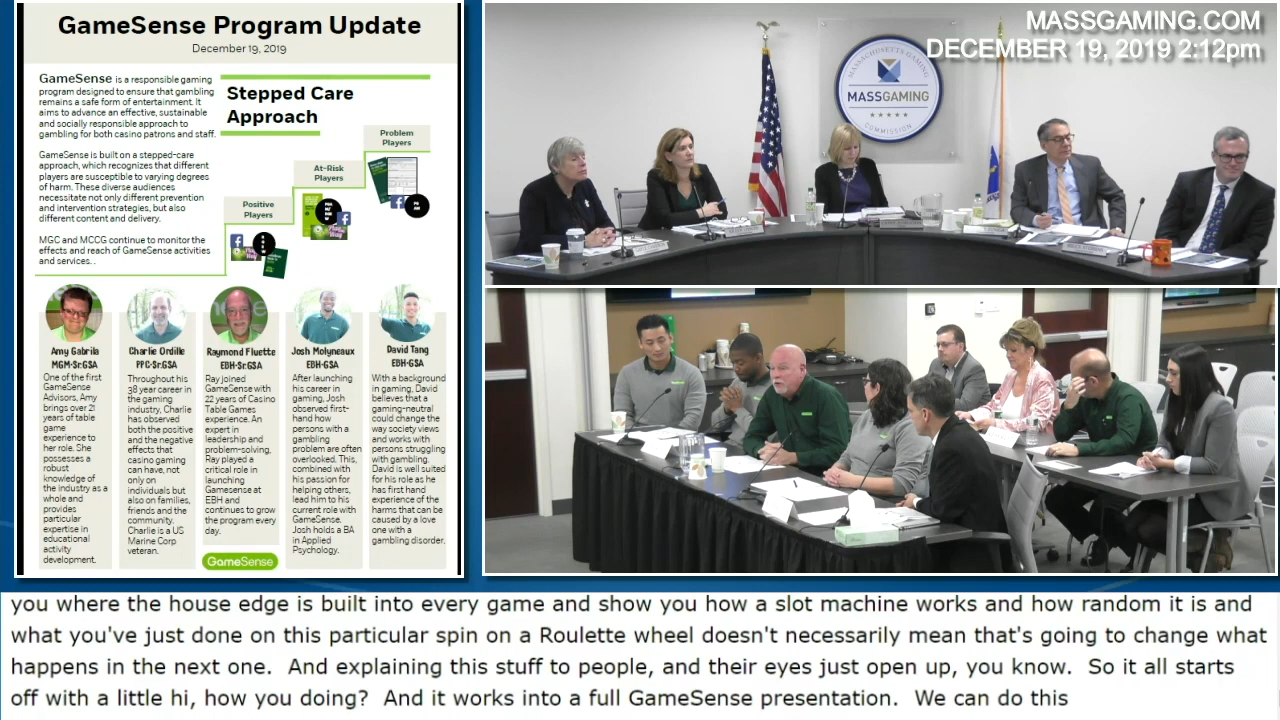 GameSense Program Update
December 19, 2019
GameSense is a responsible gaming
program designed to ensure that gambling
remains a safe form of entertainment. It
aims to advance an effective, sustainable
and socially responsible approach to
gambling for both casino patrons and staff.
GameSense is built on a stepped-care
approach, which recognizes that different
players are susceptible to varying degrees
of harm. These diverse audiences
necessitate not only different prevention
and intervention strategies, but also
different content and delivery.
MGC and MCCG continue to monitor the
effects and reach of GameSense activities
and services. .
Stepped Care
Approach
Problem
Players
At-Risk
Players
Positive
Players
Amy Gabrila
MGM-Sr.GSA
One of the first
GameSense
Advisors, Amy
brings over 21
years of table
game
experience to
her role. She
possesses a
robust
knowledge of
the industry as a
whole and
provides
particular
expertise in
educational
activity
development.
Charlie Ordille
PPC-Sr.GSA
Throughout his
38 year career in
the gaming
industry, Charlie
has observed
both the positive
and the negative
effects that
casino gaming
can have, not
only on
individuals but
also on families,
friends and the
community.
Charlie is a US
Marine Corp
veteran.
Raymond Fluette
EBH-Sr.GSA
Ray joined
GameSense with
22 years of Casino
Table Games
experience. An
expert in
leadership and
problem-solving,
Ray played a
critical role in
launching
Gamesense at
EBH and
continues to grow
the program every
day.
GameSense
Josh Molyneaux
EBH-GSA
After launching
his career in
gaming, Josh
observed first-
hand how
persons with a
gambling
problem are often
overlooked. This,
combined with
his passion for
helping others,
lead him to his
current role with
GameSense.
Josh holds a BA
in Applied
Psychology.
David Tang
EBH-GSA
With a background
in gaming, David
believes that a
gaming-neutral
could change the
way society views
and works with
persons struggling
with gambling.
David is well suited
for his role as he
has first hand
experience of the
harms that can be
caused by a love
one with a
gambling disorder.
MASSGAMING.COM
DECEMBER 19, 2019 2:12pm
MASSACHUSETTS GAMING
MASSGAMING
COMMISSION
you where the house edge is built into every game and show you how a slot machine works and how random it is and
what you've just done on this particular spin on a Roulette wheel doesn't necessarily mean that's going to change what
happens in the next one.  And explaining this stuff to people, and their eyes just open up, you know.  So it all starts
off with a little hi, how you doing?  And it works into a full GameSense presentation.  We can do this